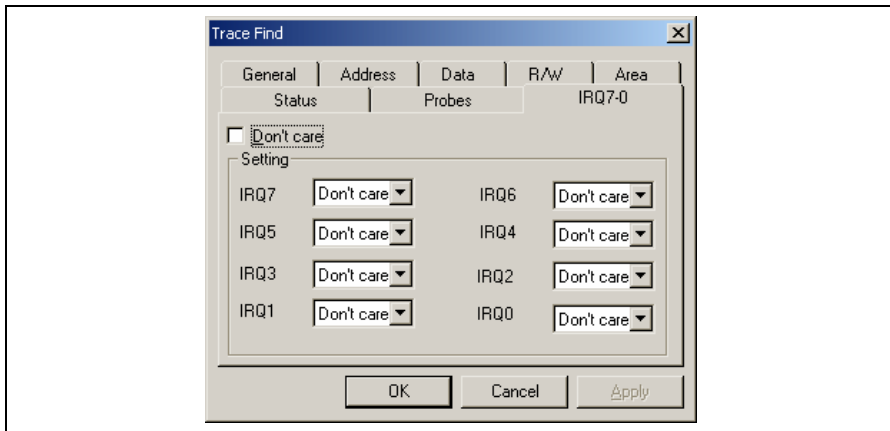 Trace Find
General Address Data R/W Area
Status Probes IRQ7-0
Don't care
Setting
IRQ7 Don't care IRQ6 Don't care
IRQ5 Don't care IRQ4 Don't care
IRQ3 Don't care IRQ2 Don't care
IRQ1 Don't care IRQ0 Don't care
OK Cancel Apply